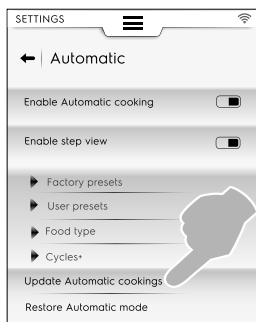 SETTINGS
Automatic
Enable Automatic cooking
Enable step view
Factory presets
User presets
Food type
Cycles+
Update Automatic cookings
Restore Automatic mode